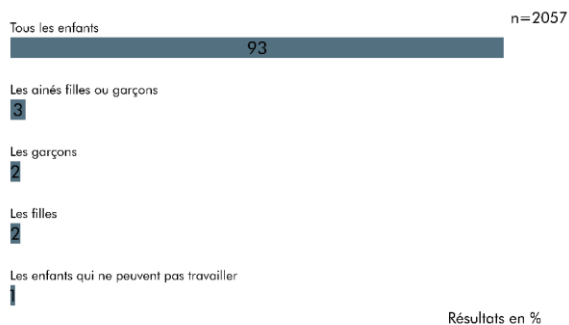 n=2057
Tous les enfants
93
Les ainés filles ou garçons
3
Les garçons
2
Les filles
2
Les enfants qui ne peuvent pas travailler
1
Résultats en %